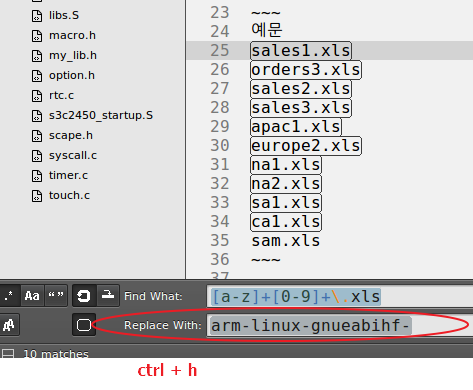 libs.S
macro.h
my_lib.h
option.h
rtc.c
s3c2450_startup.S
scape.h
syscall.c
timer.c
touch.c
23 ~~~
24 예문
25 sales1.xls
26 orders3.xls
27 sales2.xls
28 sales3.xls
29 apac1.xls
30 europe2.xls
31 na1.xls
32 na2.xls
33 sa1.xls
34 ca1.xls
35 sam.xls
36 ~~~
37
.* Aa “” Find What: [a-z]+[0-9]+\.xls
Replace With: arm-linux-gnueabihf-
10 matches
ctrl + h